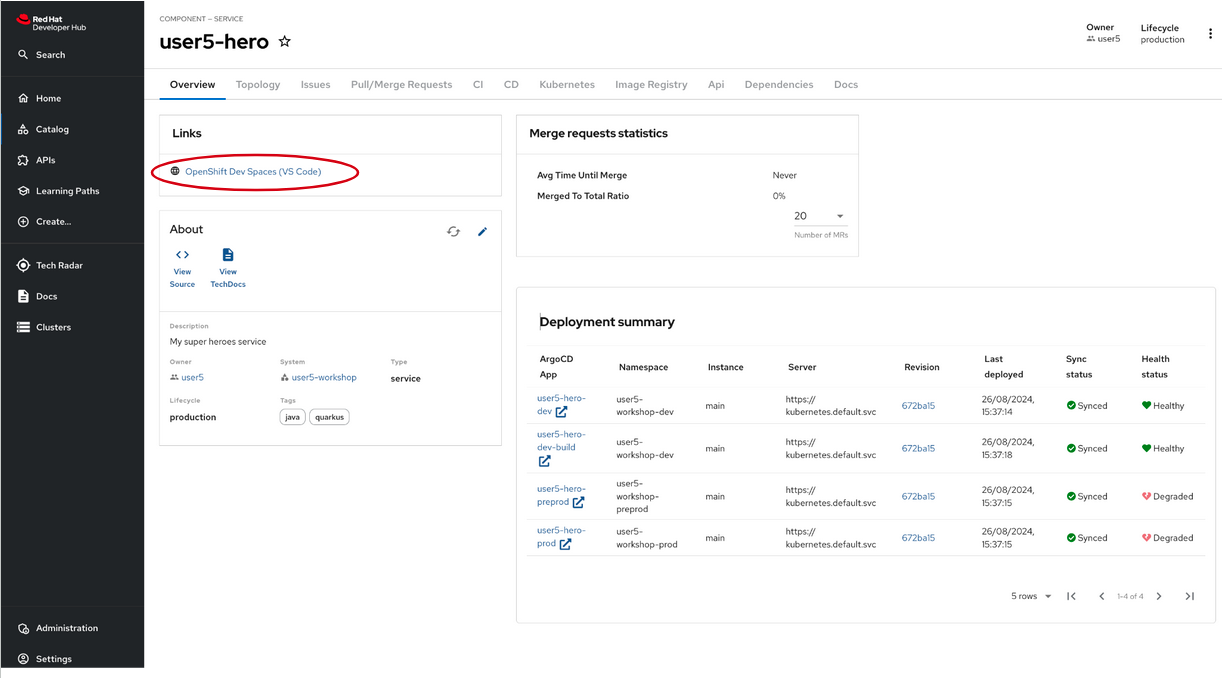 Red Hat
Developer Hub
Search
Home
Catalog
APIs
Learning Paths
Create...
Tech Radar
Docs
Clusters
Administration
Settings
COMPONENT — SERVICE
user5-hero
Owner
user5
Lifecycle
production
Overview Topology Issues Pull/Merge Requests CI CD Kubernetes Image Registry Api Dependencies Docs
Links
OpenShift Dev Spaces (VS Code)
About
View
Source
View
TechDocs
Description
My super heroes service
Owner System Type
user5 user5-workshop service
Lifecycle Tags
production java quarkus
Merge requests statistics
Avg Time Until Merge Never
Merged To Total Ratio 0%
20
Number of MRs
Deployment summary
ArgoCD
App
Namespace
Instance
Server
Revision
Last
deployed
Sync
status
Health
status
user5-hero-
dev
user5-
workshop-dev
main
https://
kubernetes.default.svc
672ba15
26/08/2024,
15:37:14
Synced
Healthy
user5-hero-
dev-build
user5-
workshop-dev
main
https://
kubernetes.default.svc
672ba15
26/08/2024,
15:37:18
Synced
Healthy
user5-hero-
preprod
user5-
workshop-
preprod
main
https://
kubernetes.default.svc
672ba15
26/08/2024,
15:37:15
Synced
Degraded
user5-hero-
prod
user5-
workshop-prod
main
https://
kubernetes.default.svc
672ba15
26/08/2024,
15:37:15
Synced
Degraded
5 rows 1-4 of 4